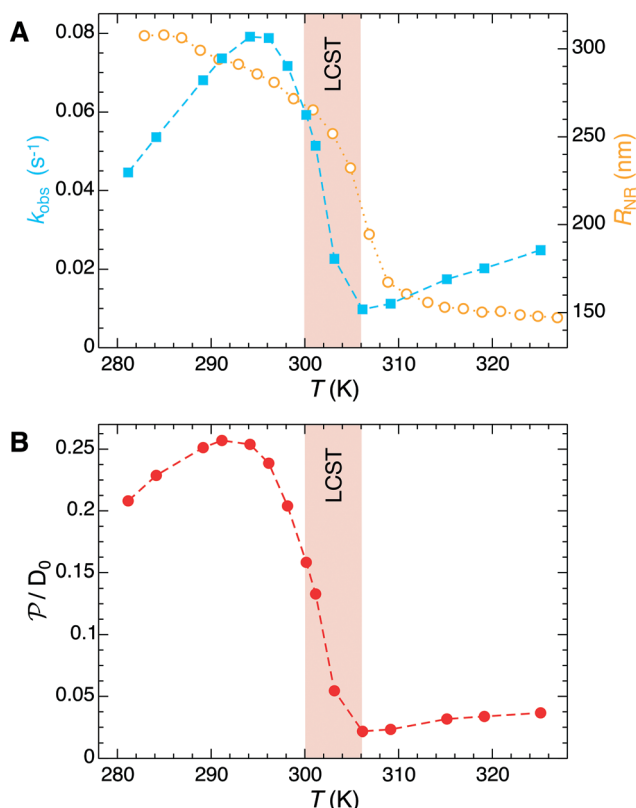 A
0.08
0.06
0.04
0.02
0
k_obs (s⁻¹)
LCST
300
250
200
150
R_NR (nm)
280 290 300 310 320
T (K)
B
0.25
0.2
0.15
0.1
0.05
0
𝒫 / D₀
LCST
280 290 300 310 320
T (K)